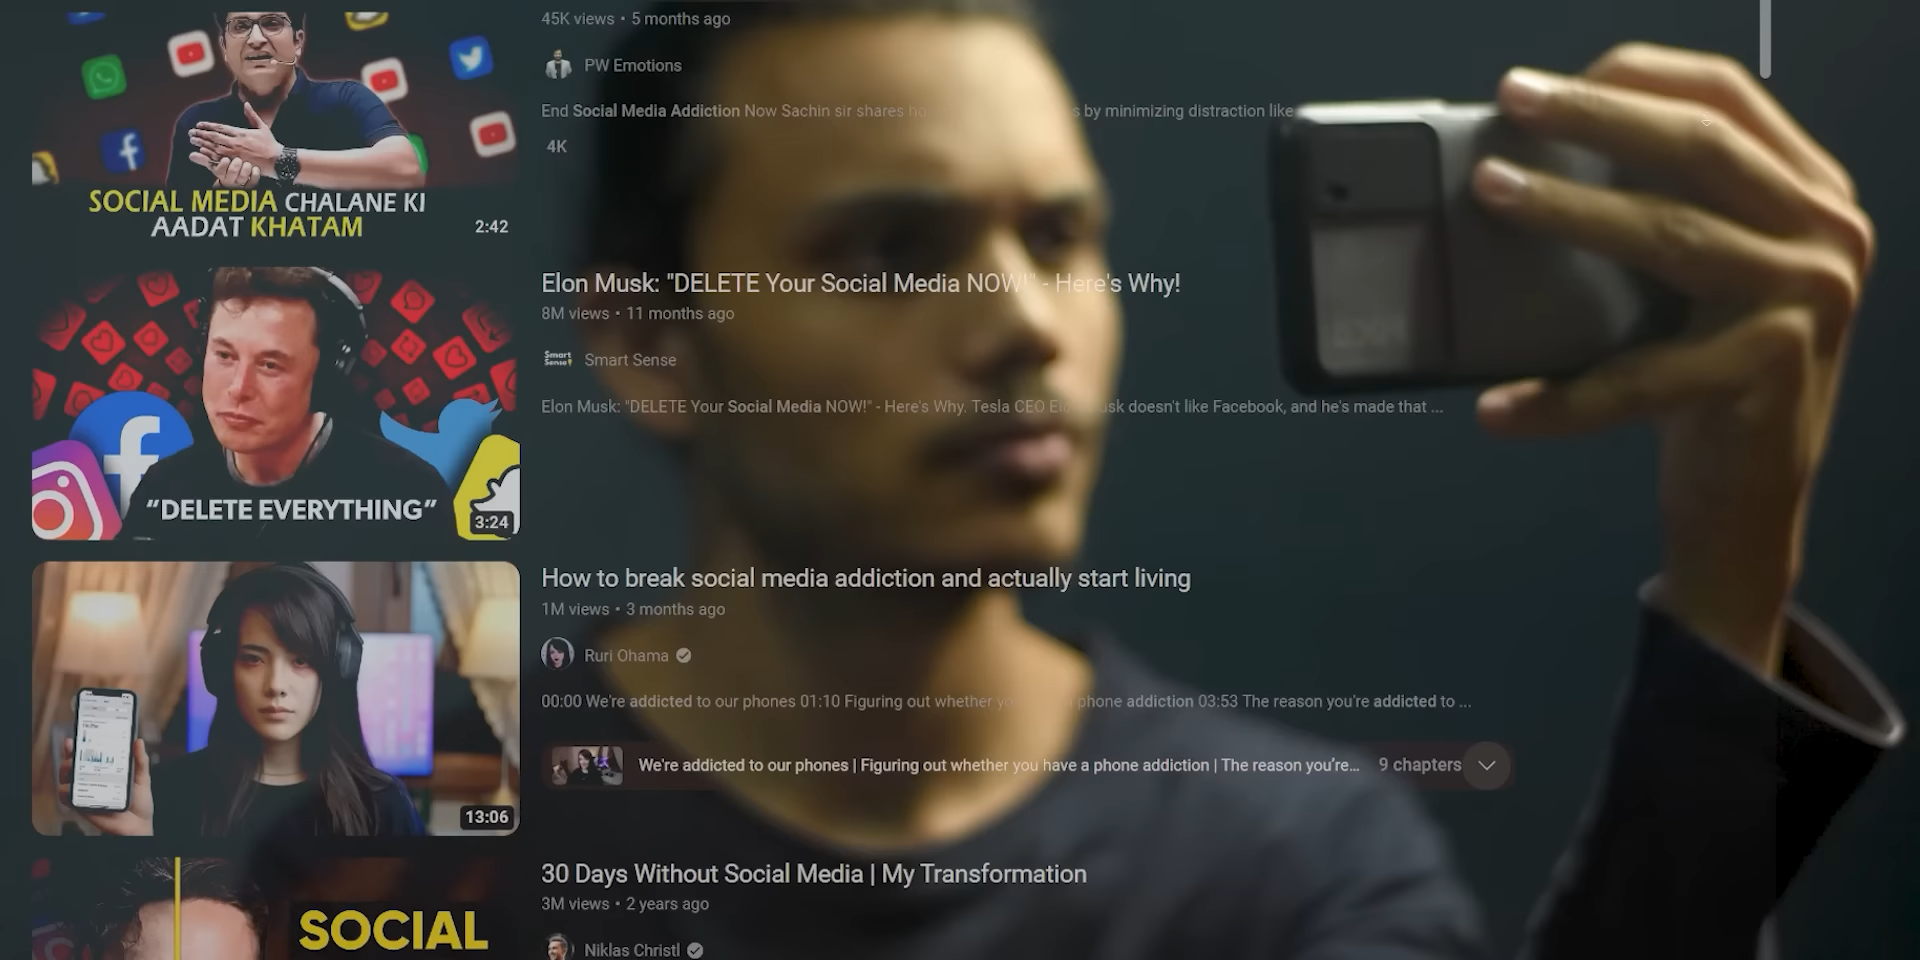 45K views • 5 months ago
PW Emotions
End Social Media Addiction Now Sachin sir shares by minimizing distraction like
4K
SOCIAL MEDIA CHALANE KI
AADAT KHATAM
2:42
Elon Musk: "DELETE Your Social Media NOW!" - Here's Why!
8M views • 11 months ago
Smart Sense
Smart Sense
Elon Musk: "DELETE Your Social Media NOW!" - Here's Why. Tesla CEO Elon Musk doesn't like Facebook, and he's made that ...
"DELETE EVERYTHING"
3:24
How to break social media addiction and actually start living
1M views • 3 months ago
Ruri Ohama
00:00 We're addicted to our phones 01:10 Figuring out whether phone addiction 03:53 The reason you're addicted to ...
We're addicted to our phones | Figuring out whether you have a phone addiction | The reason you're...
9 chapters
13:06
30 Days Without Social Media | My Transformation
3M views • 2 years ago
SOCIAL
Niklas Christl